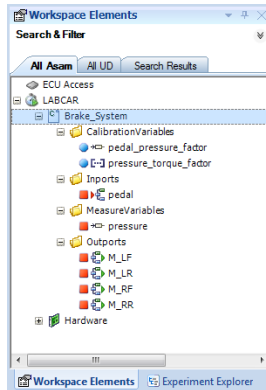 Workspace Elements
Search & Filter
All Asam All UD Search Results
ECU Access
LABCAR
Brake_System
CalibrationVariables
pedal_pressure_factor
pressure_torque_factor
Inports
pedal
MeasureVariables
pressure
Outports
M_LF
M_LR
M_RF
M_RR
Hardware
Workspace Elements Experiment Explorer